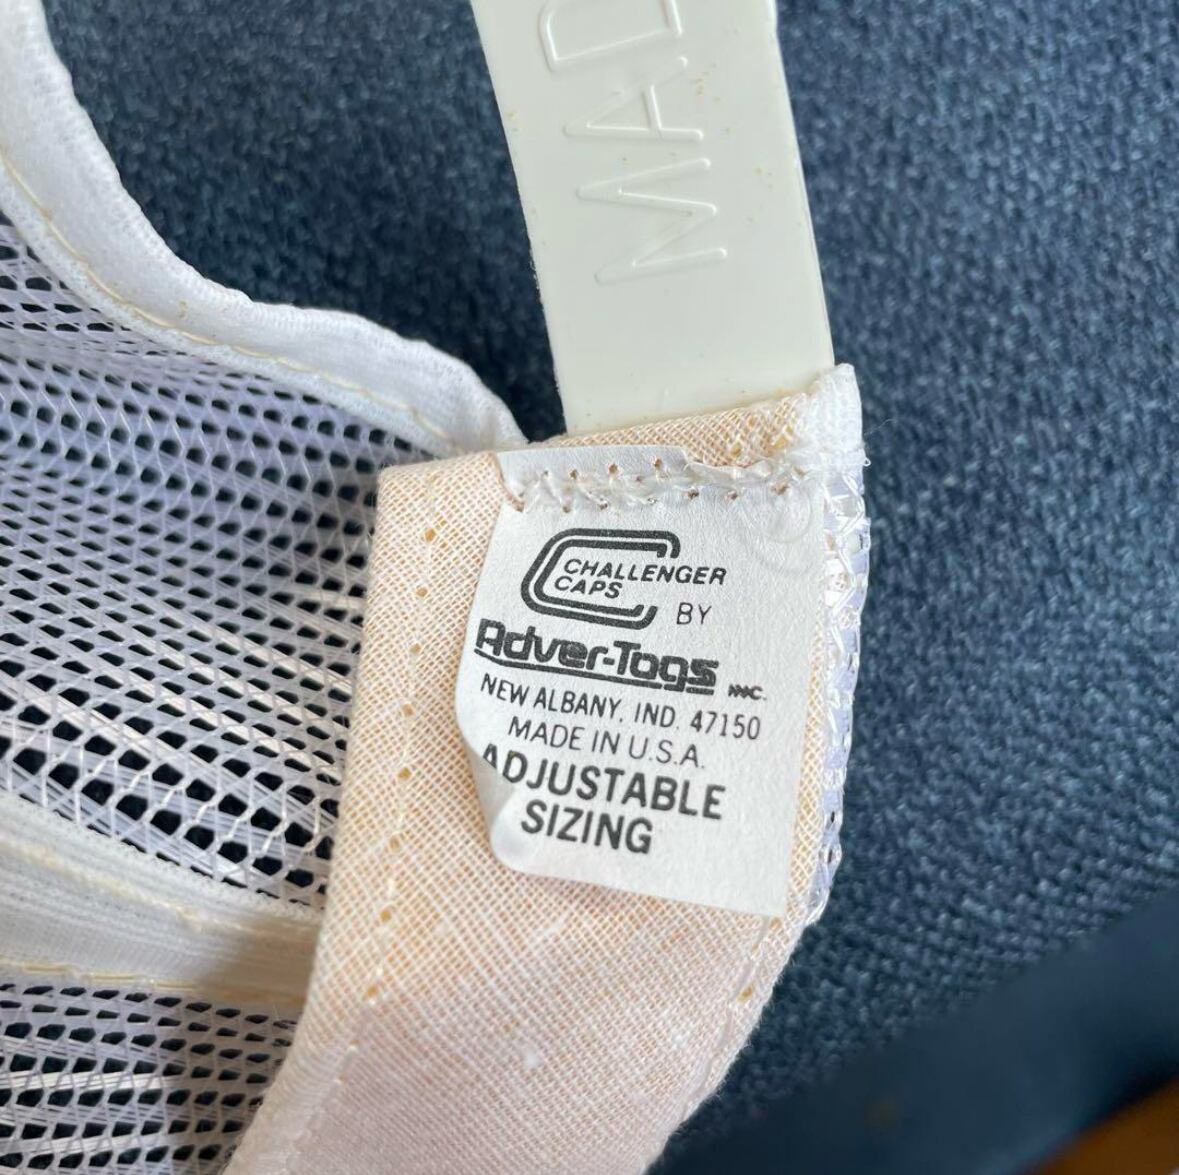 MAD
CHALLENGER
CAPS
BY
Adver-Togs INC.
NEW ALBANY, IND. 47150
MADE IN U.S.A.
ADJUSTABLE
SIZING